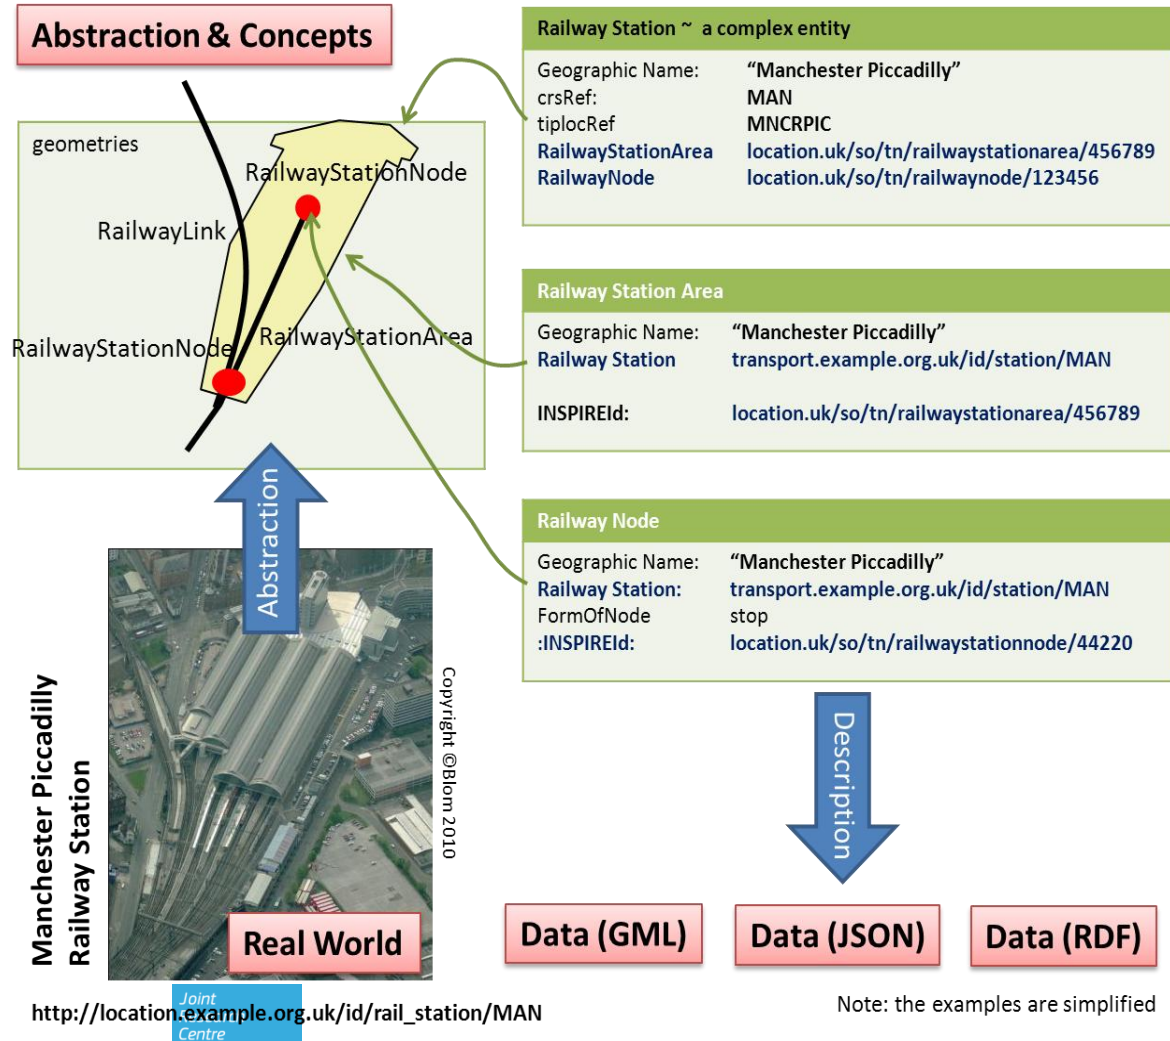 Abstraction & Concepts
geometries
RailwayStationNode
RailwayLink
RailwayStationNode
RailwayStationArea
Railway Station ~ a complex entity
Geographic Name: "Manchester Piccadilly"
crsRef: MAN
tiplocRef MNCRPIC
RailwayStationArea location.uk/so/tn/railwaystationarea/456789
RailwayNode location.uk/so/tn/railwaynode/123456
Railway Station Area
Geographic Name: "Manchester Piccadilly"
Railway Station transport.example.org.uk/id/station/MAN
INSPIREId: location.uk/so/tn/railwaystationarea/456789
Railway Node
Geographic Name: "Manchester Piccadilly"
Railway Station: transport.example.org.uk/id/station/MAN
FormOfNode stop
:INSPIREId: location.uk/so/tn/railwaystationnode/44220
Abstraction
Description
Manchester Piccadilly
Railway Station
Copyright ©Blom 2010
Real World
Data (GML)
Data (JSON)
Data (RDF)
Joint
http://location.example.org.uk/id/rail_station/MAN
Centre
Note: the examples are simplified